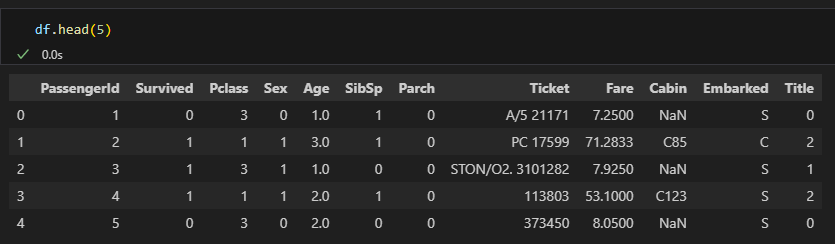 df.head(5)
0.0s
PassengerId Survived Pclass Sex Age SibSp Parch Ticket Fare Cabin Embarked Title
0 1 0 3 0 1.0 1 0 A/5 21171 7.2500 NaN S 0
1 2 1 1 1 3.0 1 0 PC 17599 71.2833 C85 C 2
2 3 1 3 1 1.0 0 0 STON/O2. 3101282 7.9250 NaN S 1
3 4 1 1 1 2.0 1 0 113803 53.1000 C123 S 2
4 5 0 3 0 2.0 0 0 373450 8.0500 NaN S 0